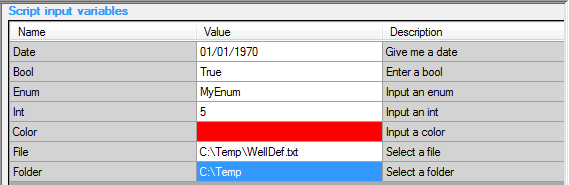 Script input variables
Name Value Description
Date 01/01/1970 Give me a date
Bool True Enter a bool
Enum MyEnum Input an enum
Int 5 Input an int
Color Input a color
File C:\Temp\WellDef.txt Select a file
Folder C:\Temp Select a folder